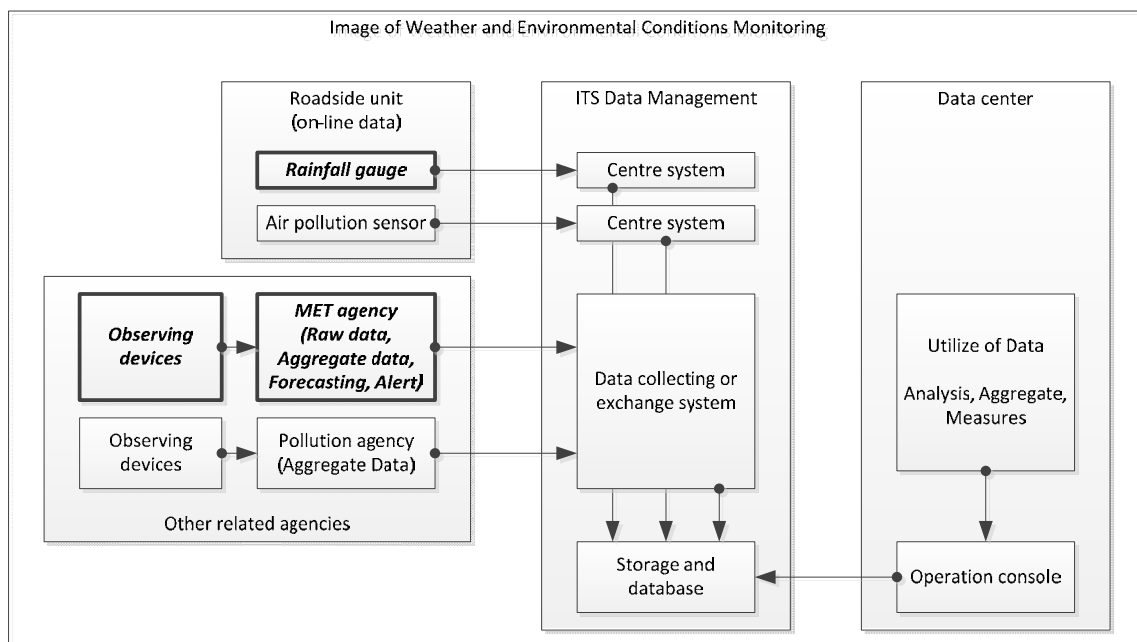 Image of Weather and Environmental Conditions Monitoring
Roadside unit
(on-line data)
Rainfall gauge
Air pollution sensor
Observing
devices
MET agency
(Raw data,
Aggregate data,
Forecasting, Alert)
Observing
devices
Pollution agency
(Aggregate Data)
Other related agencies
ITS Data Management
Centre system
Centre system
Data collecting or
exchange system
Storage and
database
Data center
Utilize of Data
Analysis, Aggregate,
Measures
Operation console